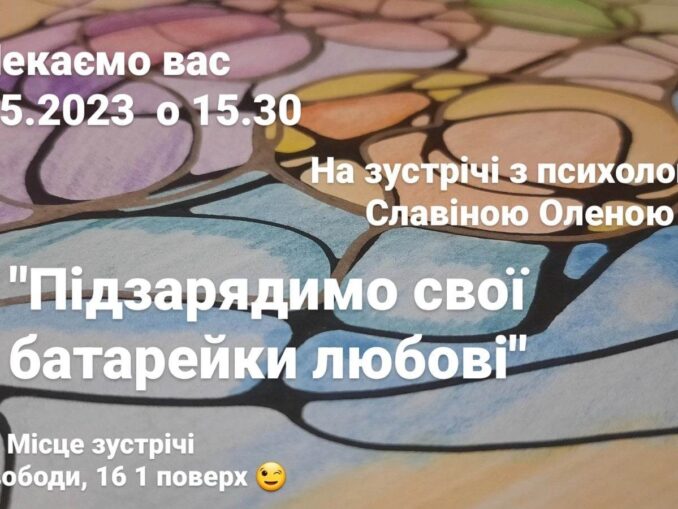 екаємо вас
5.2023 о 15.30
На зустрічі з психоло
Славіною Оленою
"Підзарядимо свої
батарейки любові"
Місце зустрічі
вободи, 16 1 поверх 😉